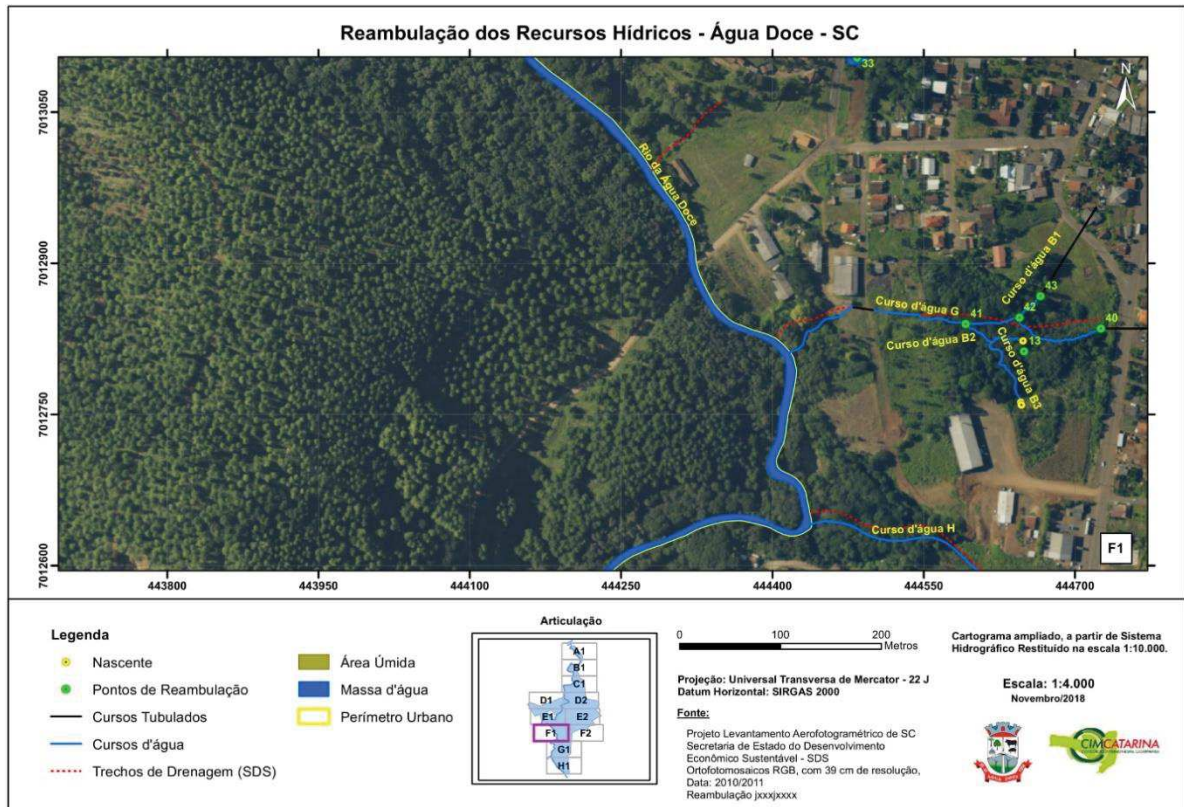 Reambulação dos Recursos Hídricos - Água Doce - SC
33
N
7013050
7012900
7012750
7012600
Rio da Água Doce
Curso d'água B1
43
42
Curso d'água G
41
40
Curso d'água B2
13
Curso d'água B3
Curso d'água H
F1
443800
443950
444100
444250
444400
444550
444700
Legenda
Nascente
Pontos de Reambulação
Cursos Tubulados
Cursos d'água
Trechos de Drenagem (SDS)
Área Úmida
Massa d'água
Perímetro Urbano
Articulação
A1
B1
C1
D1
D2
E1
E2
F1
F2
G1
H1
0 100 200
Metros
Projeção: Universal Transversa de Mercator - 22 J
Datum Horizontal: SIRGAS 2000
Fonte:
Projeto Levantamento Aerofotogramétrico de SC
Secretaria de Estado do Desenvolvimento
Econômico Sustentável - SDS
Ortofotomosaicos RGB, com 39 cm de resolução,
Data: 2010/2011
Reambulação jxxxjxxxx
Cartograma ampliado, a partir de Sistema
Hidrográfico Restituído na escala 1:10.000.
Escala: 1:4.000
Novembro/2018
ÁGUA DOCE
CIMCATARINA